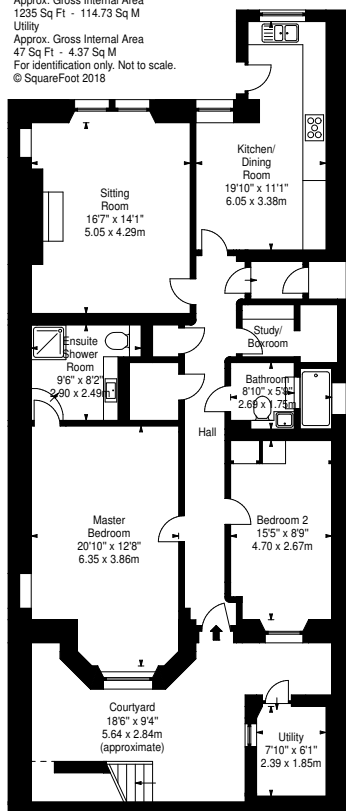 Approx. Gross Internal Area
1235 Sq Ft - 114.73 Sq M
Utility
Approx. Gross Internal Area
47 Sq Ft - 4.37 Sq M
For identification only. Not to scale.
© SquareFoot 2018
Kitchen/
Dining
Room
19'10" x 11'1"
6.05 x 3.38m
Sitting
Room
16'7" x 14'1"
5.05 x 4.29m
Study/
Boxroom
Ensuite
Shower
Room
9'6" x 8'2"
2.90 x 2.49m
Bathroom
8'10" x 5'9"
2.69 x 1.75m
Hall
Master
Bedroom
20'10" x 12'8"
6.35 x 3.86m
Bedroom 2
15'5" x 8'9"
4.70 x 2.67m
Courtyard
18'6" x 9'4"
5.64 x 2.84m
(approximate)
Utility
7'10" x 6'1"
2.39 x 1.85m